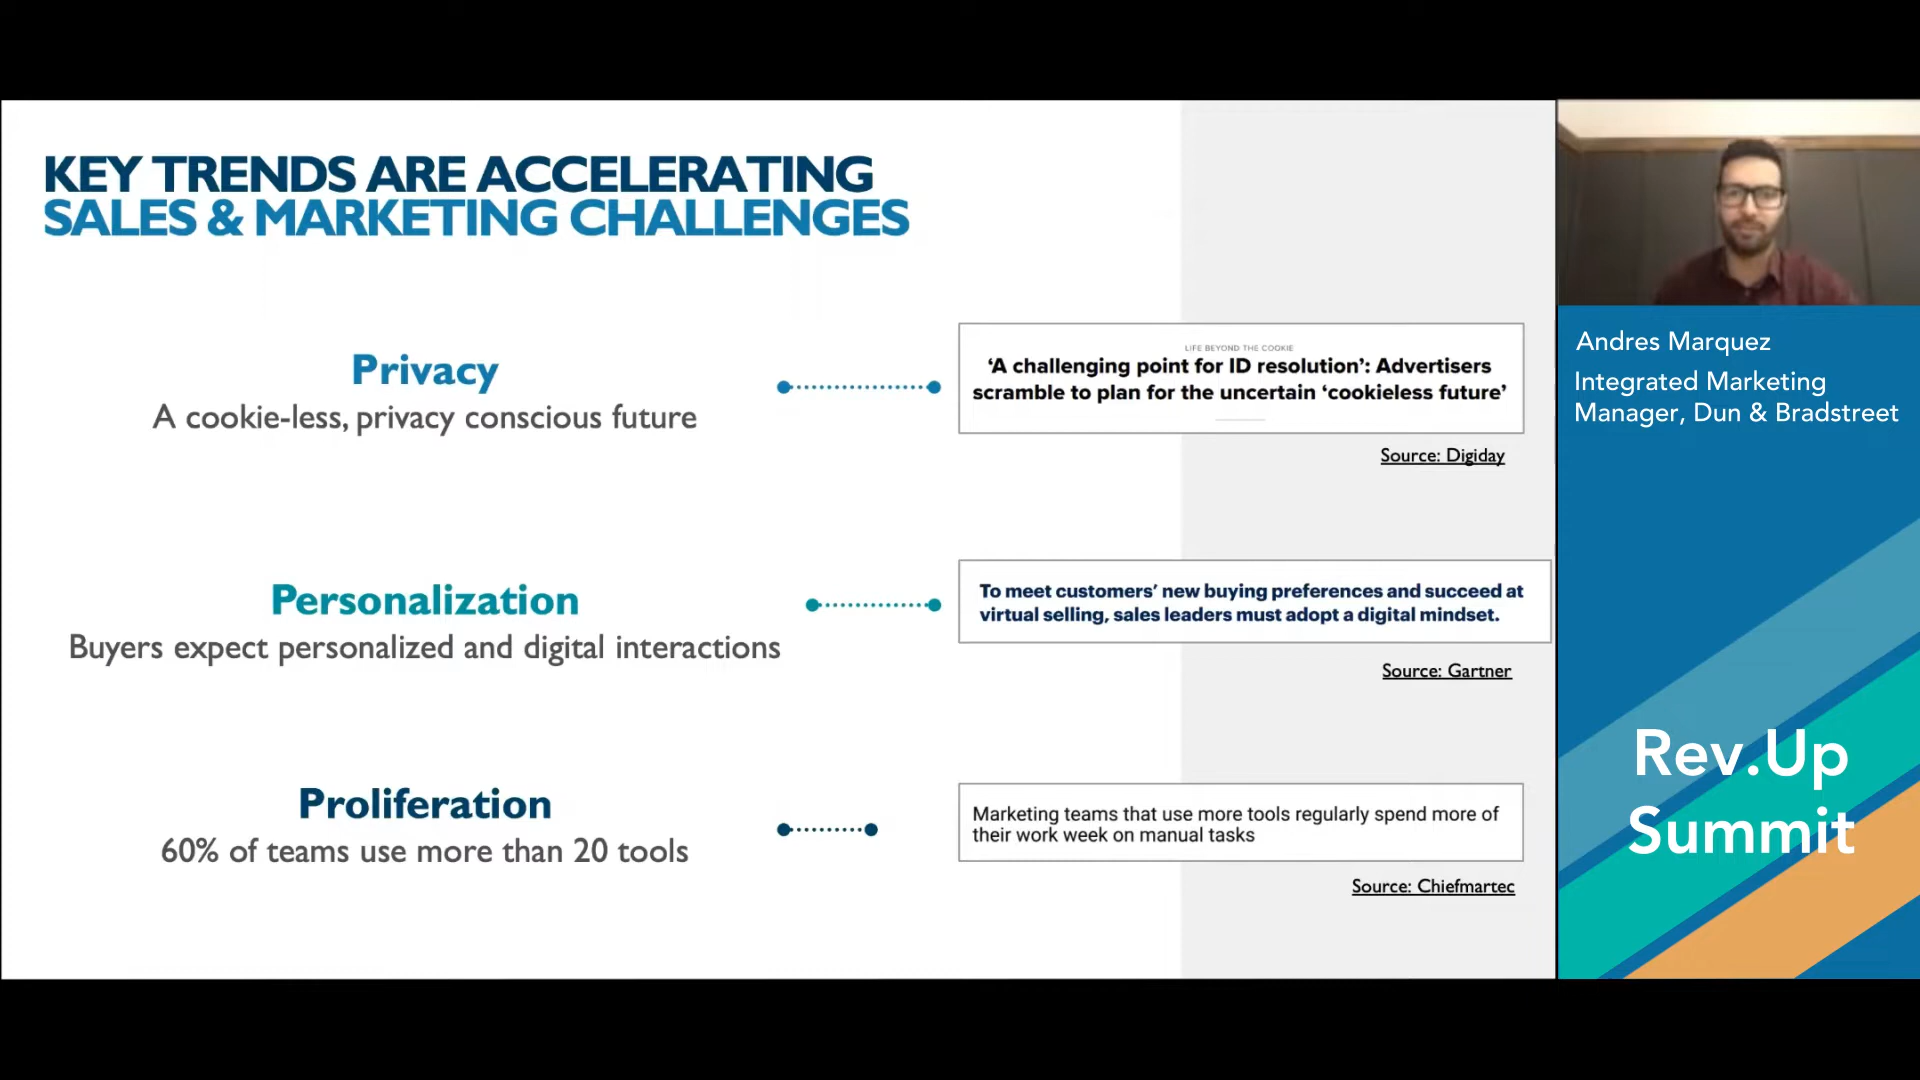 KEY TRENDS ARE ACCELERATING
SALES & MARKETING CHALLENGES
Privacy
A cookie-less, privacy conscious future
LIFE BEYOND THE COOKIE
‘A challenging point for ID resolution’: Advertisers
scramble to plan for the uncertain ‘cookieless future’
Source: Digiday
Personalization
Buyers expect personalized and digital interactions
To meet customers’ new buying preferences and succeed at
virtual selling, sales leaders must adopt a digital mindset.
Source: Gartner
Proliferation
60% of teams use more than 20 tools
Marketing teams that use more tools regularly spend more of
their work week on manual tasks
Source: Chiefmartec
Andres Marquez
Integrated Marketing
Manager, Dun & Bradstreet
Rev.Up
Summit